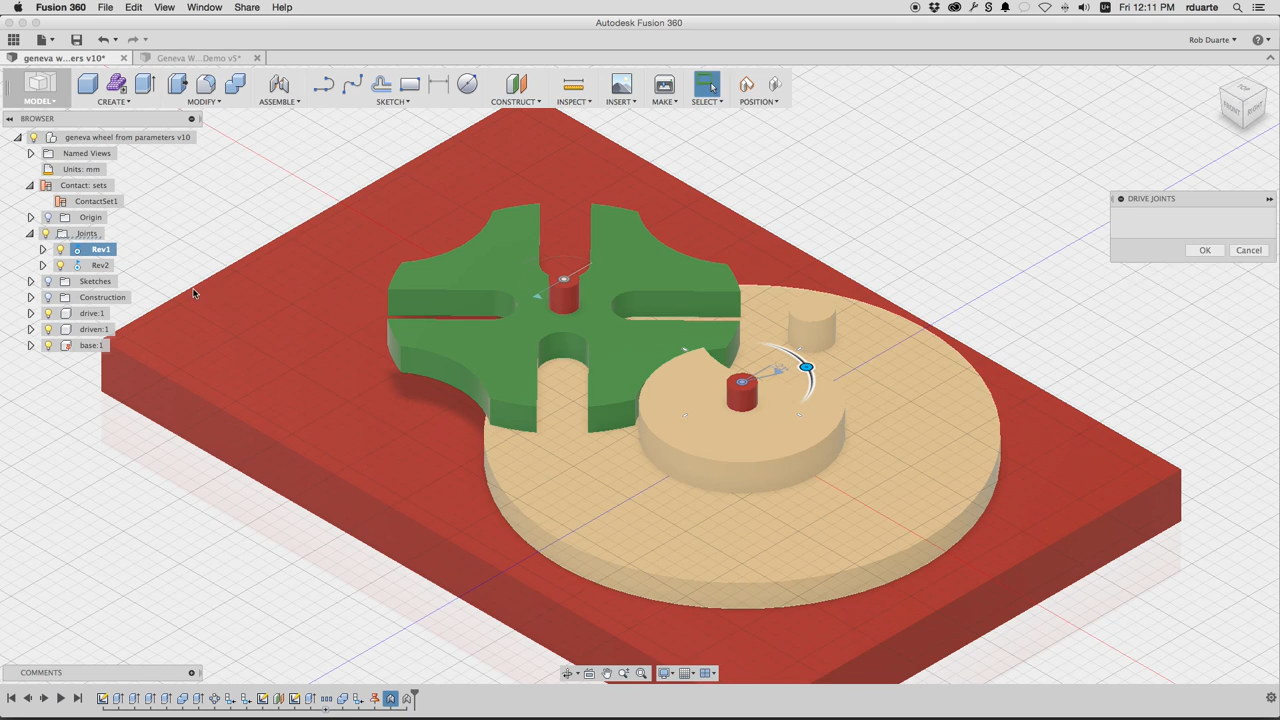 Fusion 360 File Edit View Window Share Help Fri 12:11 PM rduarte
Autodesk Fusion 360
Rob Duarte
geneva w...ers v10* Geneva W...Demo v5*
MODEL CREATE MODIFY ASSEMBLE SKETCH CONSTRUCT INSPECT INSERT MAKE SELECT POSITION
BROWSER
geneva wheel from parameters v10
Named Views
Units: mm
Contact: sets
ContactSet1
Origin
Joints
Rev1
Rev2
Sketches
Construction
drive:1
driven:1
base:1
TOP
FRONT RIGHT
DRIVE JOINTS
OK Cancel
COMMENTS